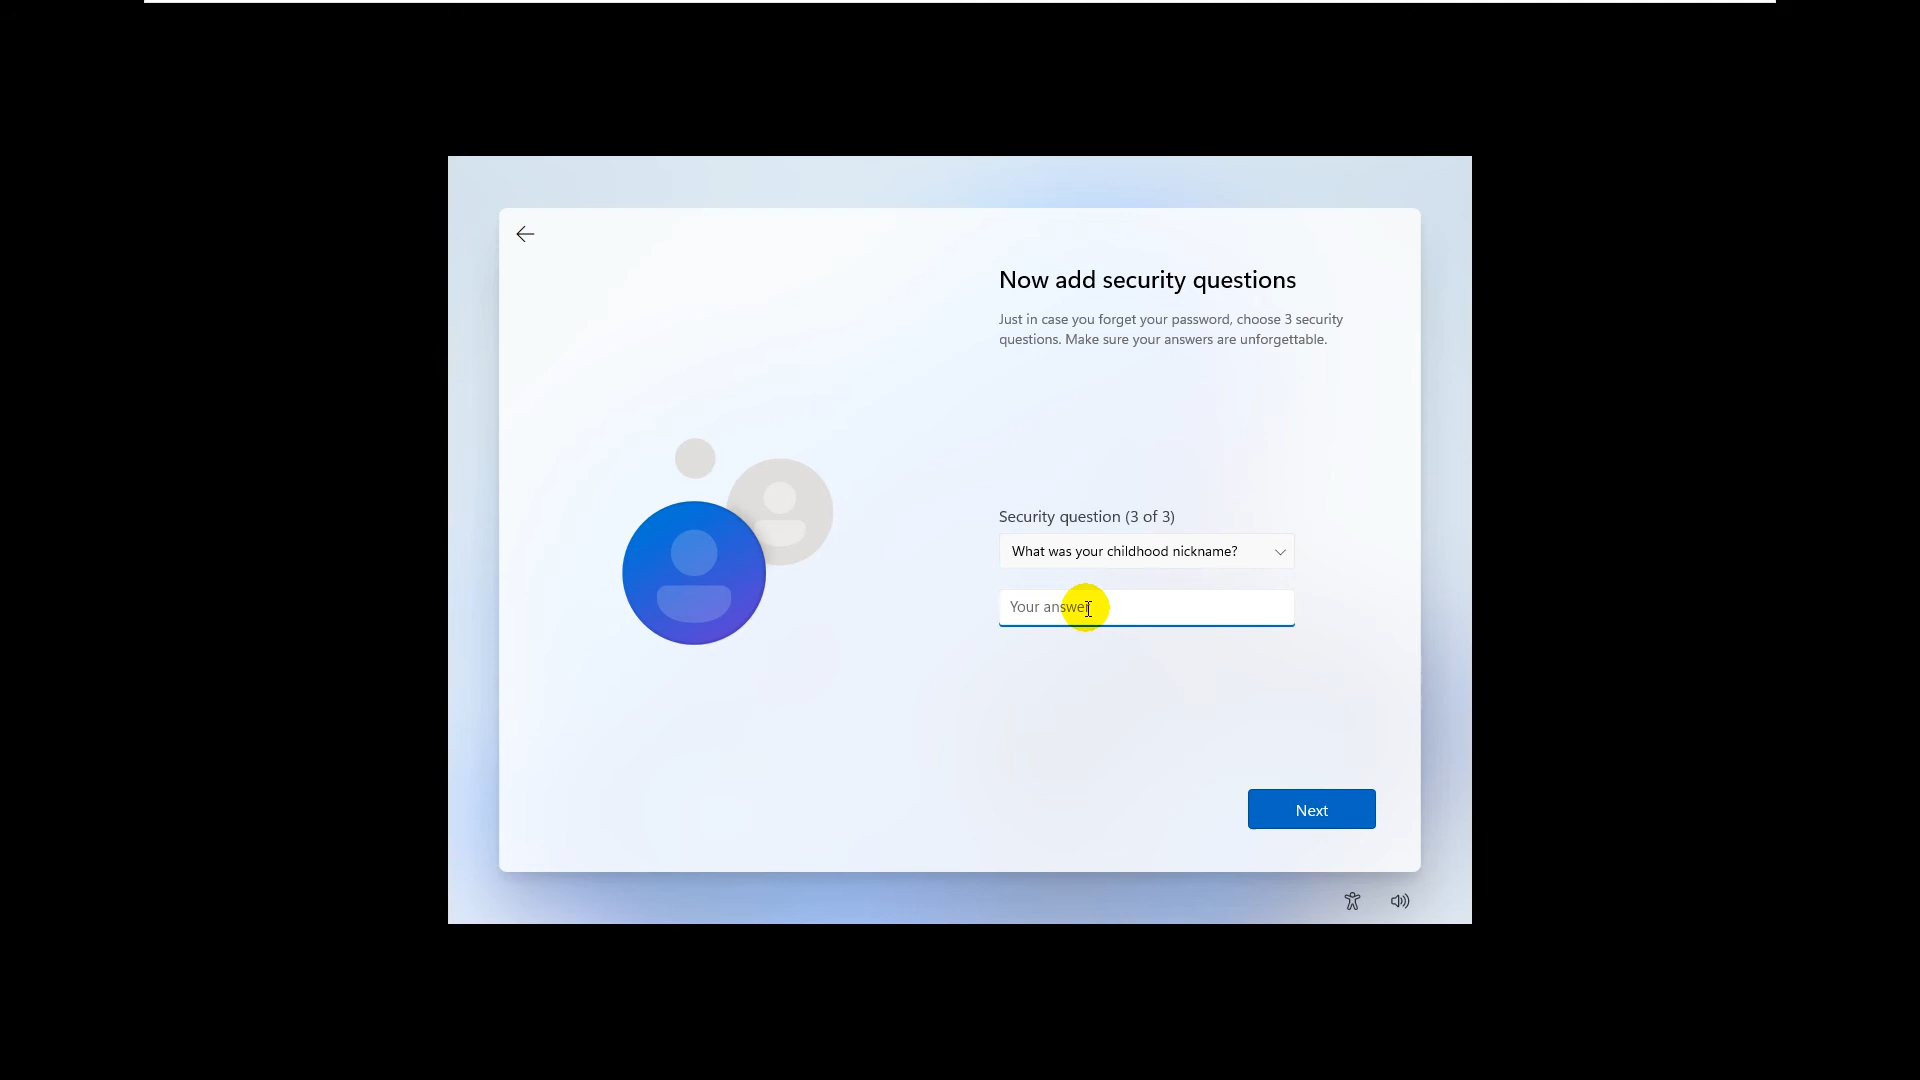 Now add security questions
Just in case you forget your password, choose 3 security
questions. Make sure your answers are unforgettable.
Security question (3 of 3)
What was your childhood nickname?
Your answer
Next